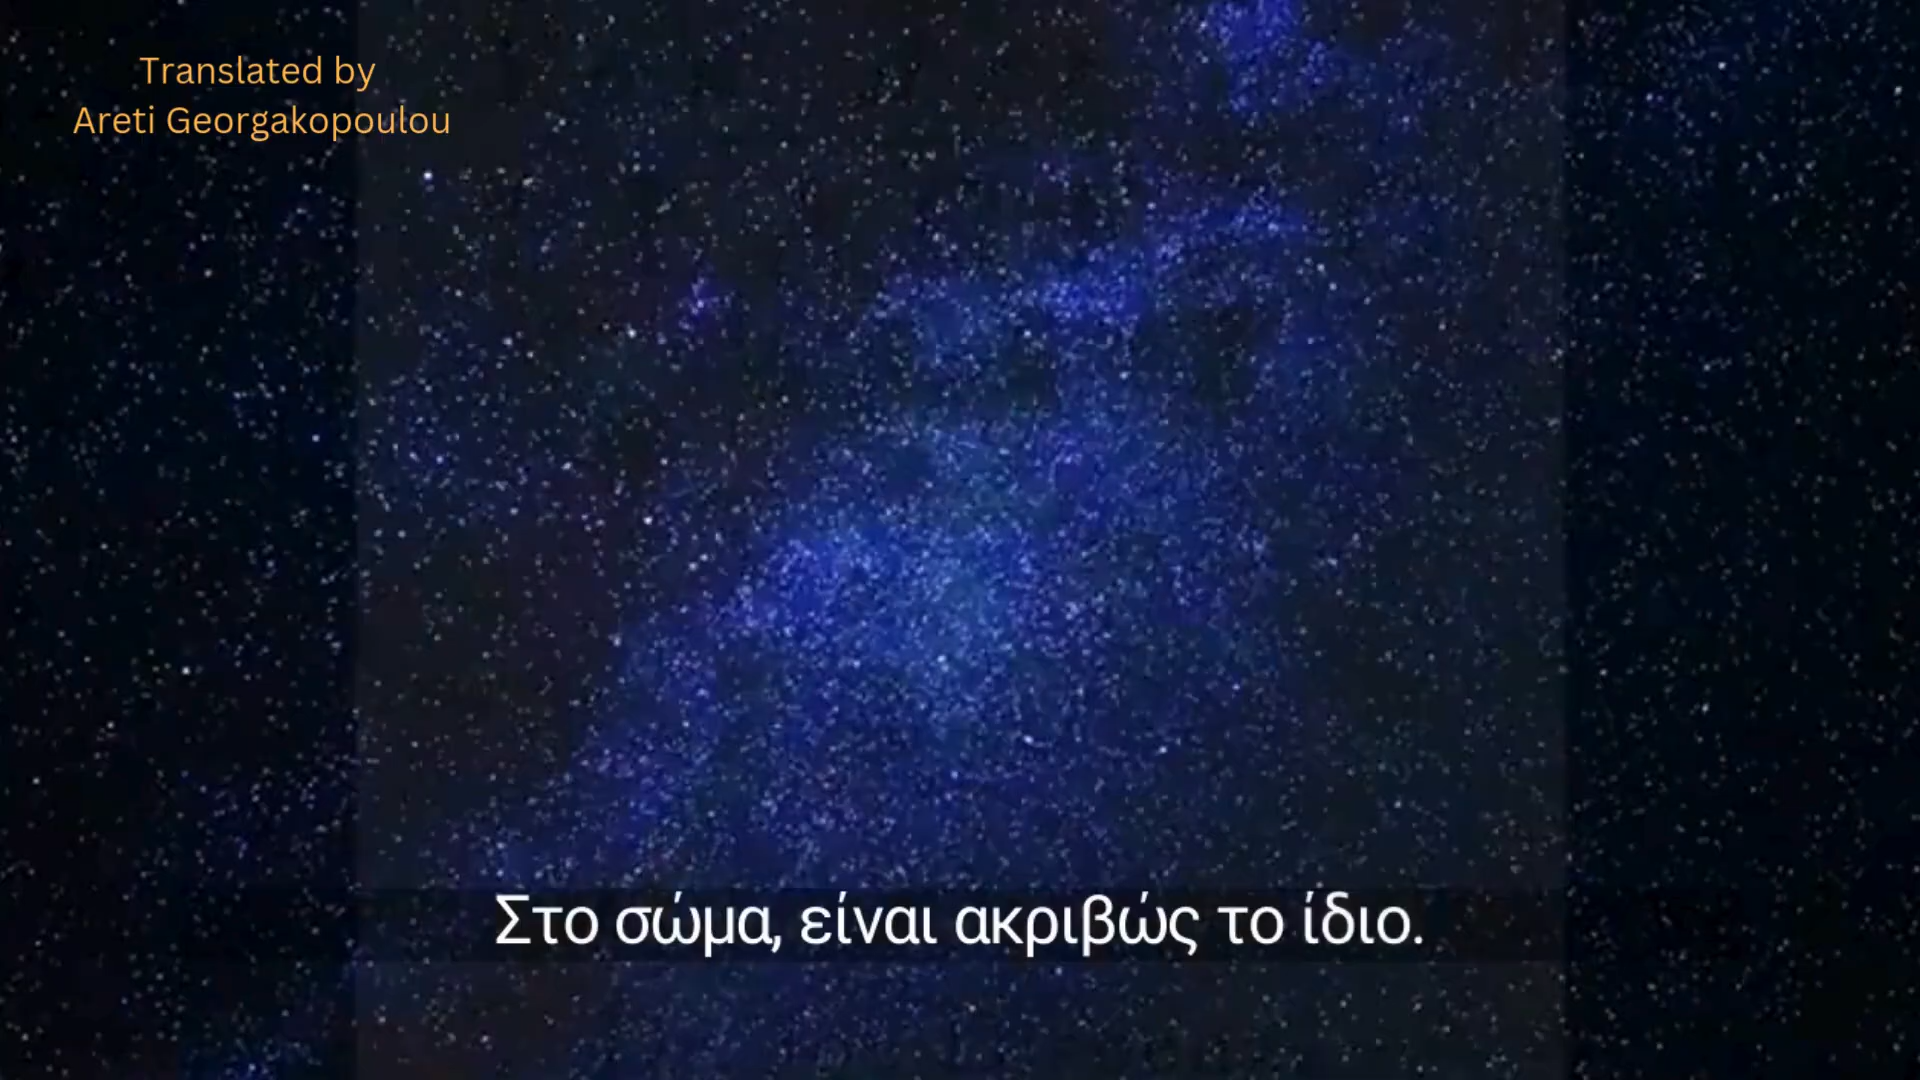 Translated by
Areti Georgakopoulou
Στο σώμα, είναι ακριβώς το ίδιο.